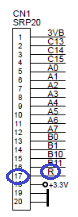 CN1
SRP20
1 3VB
2 C13
3 C14
4 C15
5 A0
6 A1
7 A2
8 A3
9 A4
10 A5
11 A6
12 A7
13 B0
14 B1
15 B10
16 B11
17 R
18 +3.3V
19
20